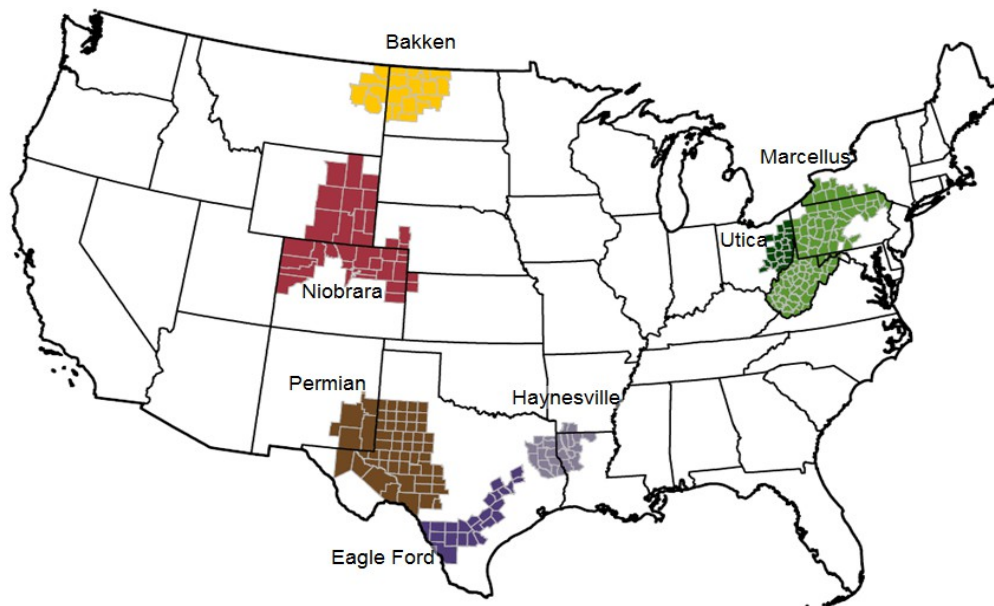 Bakken
Marcellus
Utica
Niobrara
Permian
Haynesville
Eagle Ford